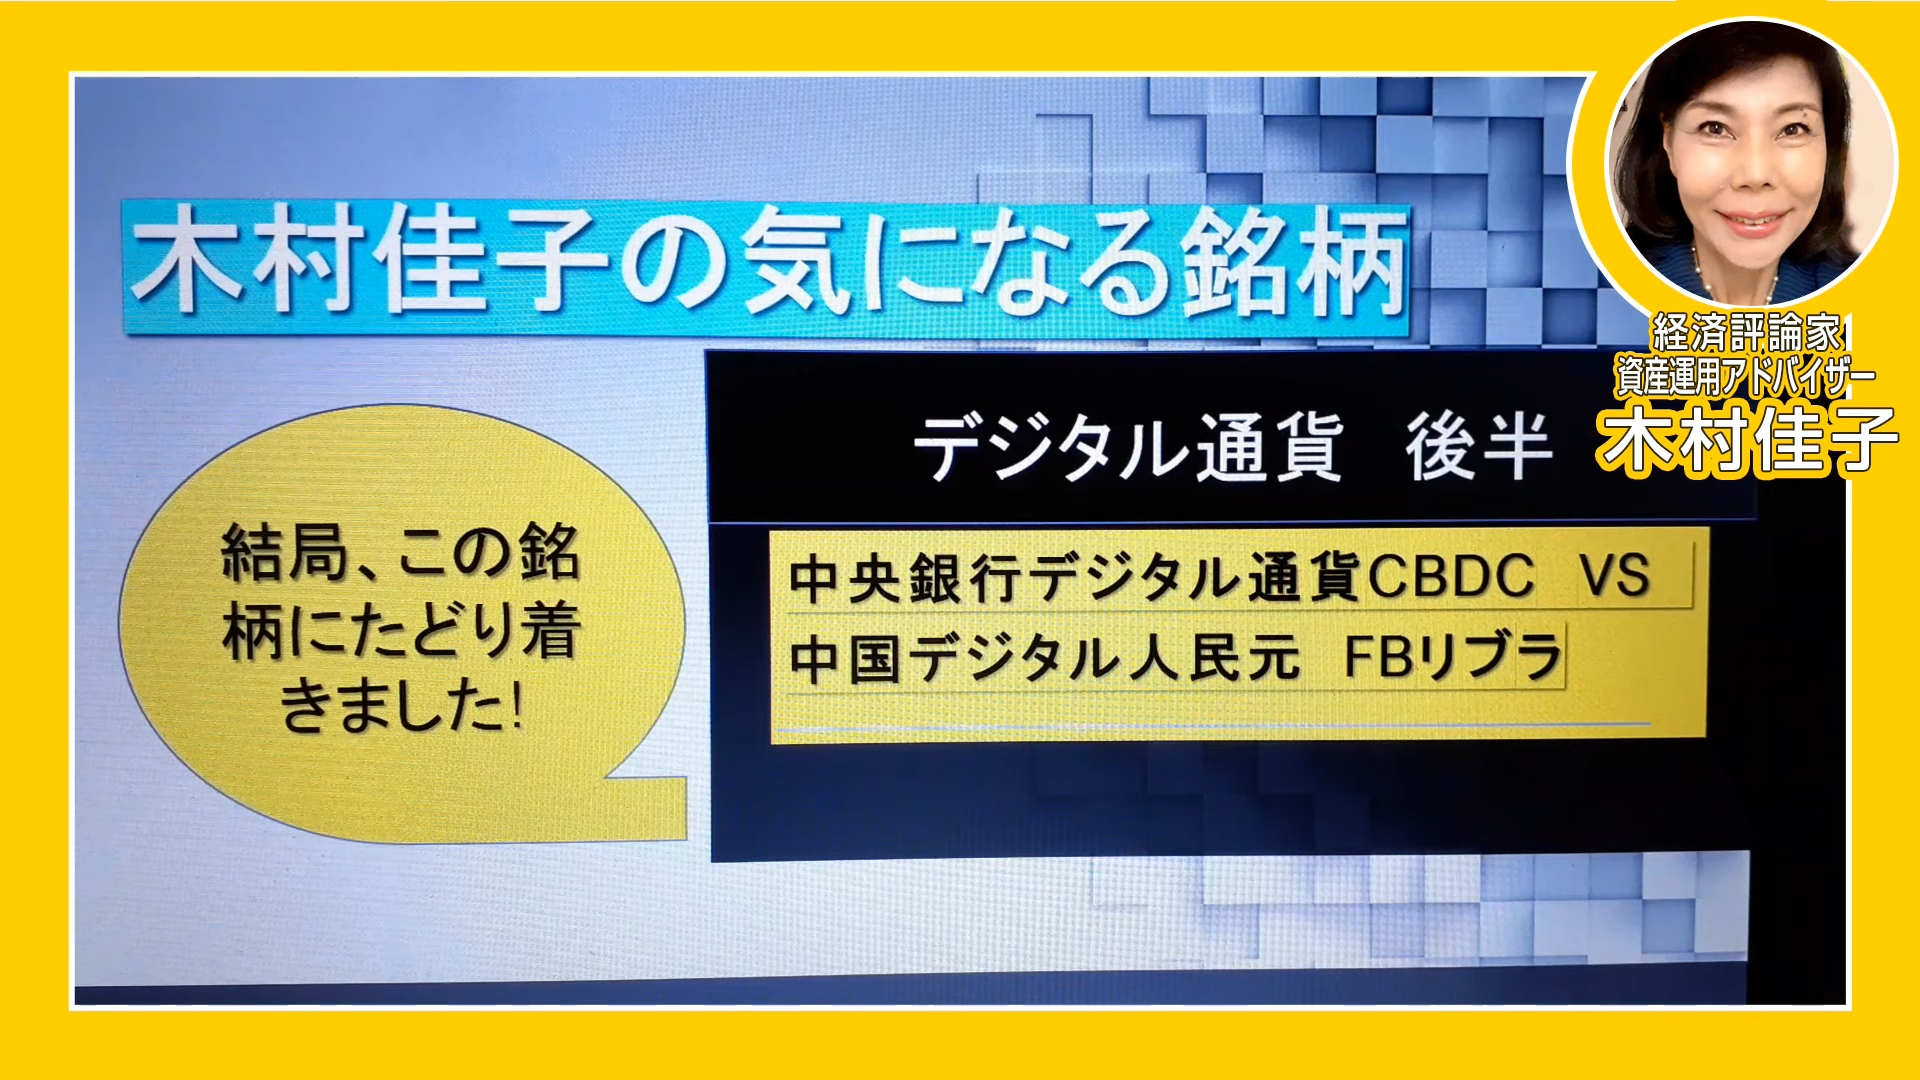 木村佳子の気になる銘柄
経済評論家
資産運用アドバイザー
木村佳子
デジタル通貨 後半
結局、この銘
柄にたどり着
きました!
中央銀行デジタル通貨CBDC VS
中国デジタル人民元 FBリブラ